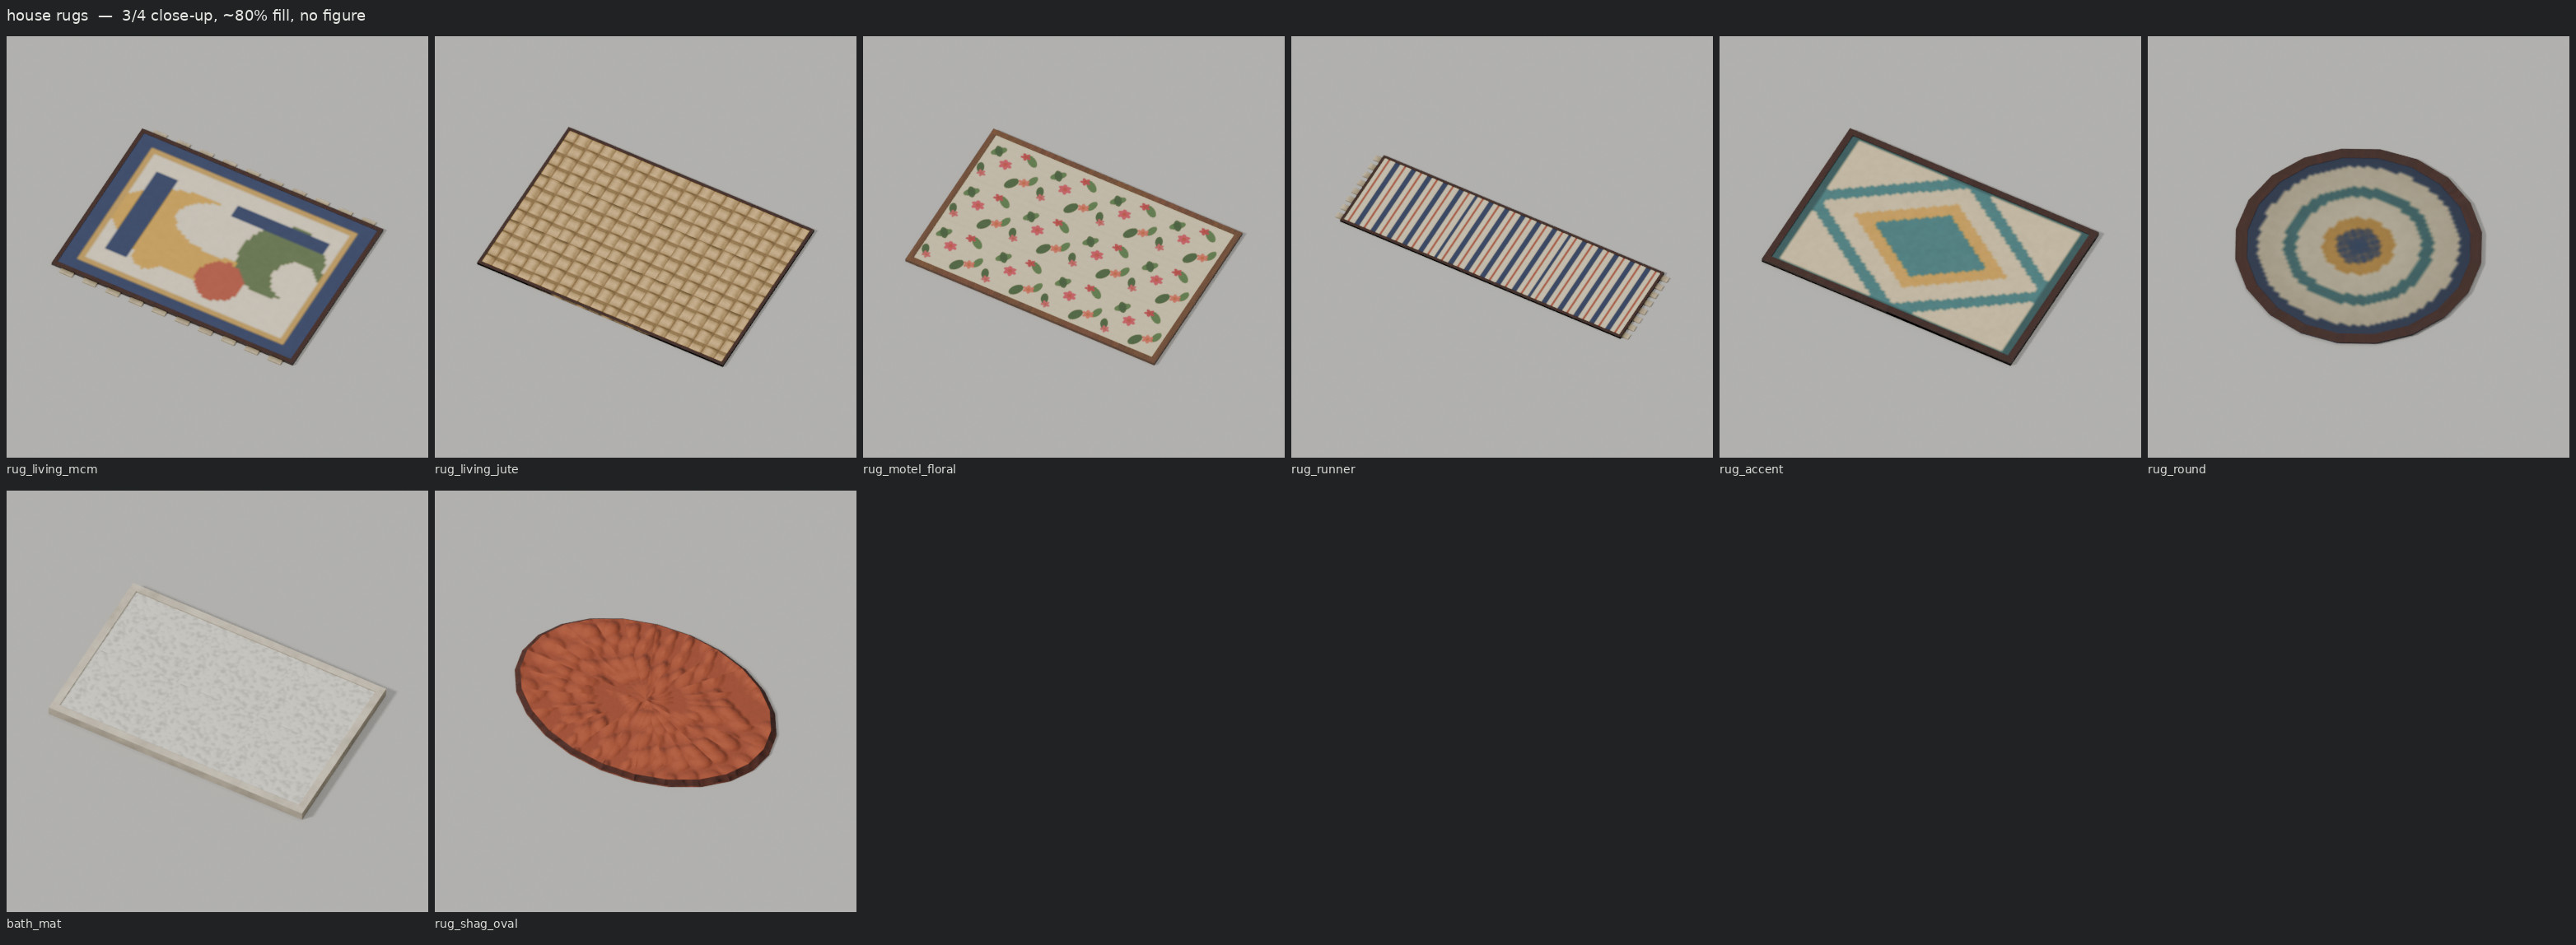 house rugs — 3/4 close-up, ~80% fill, no figure
rug_living_mcm
rug_living_jute
rug_motel_floral
rug_runner
rug_accent
rug_round
bath_mat
rug_shag_oval